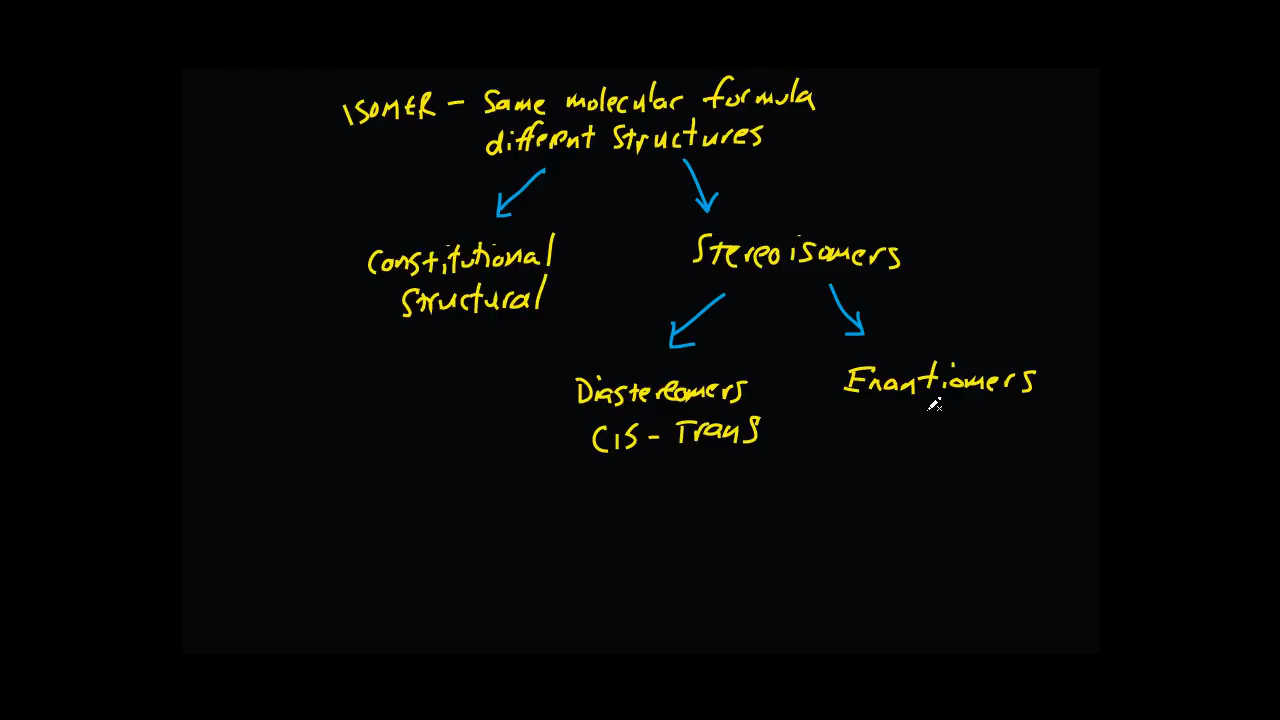 ISOMER - Same molecular formula
different Structures
Constitutional
Structural
Stereoisomers
Diastereomers
CIS - Trans
Enantiomers